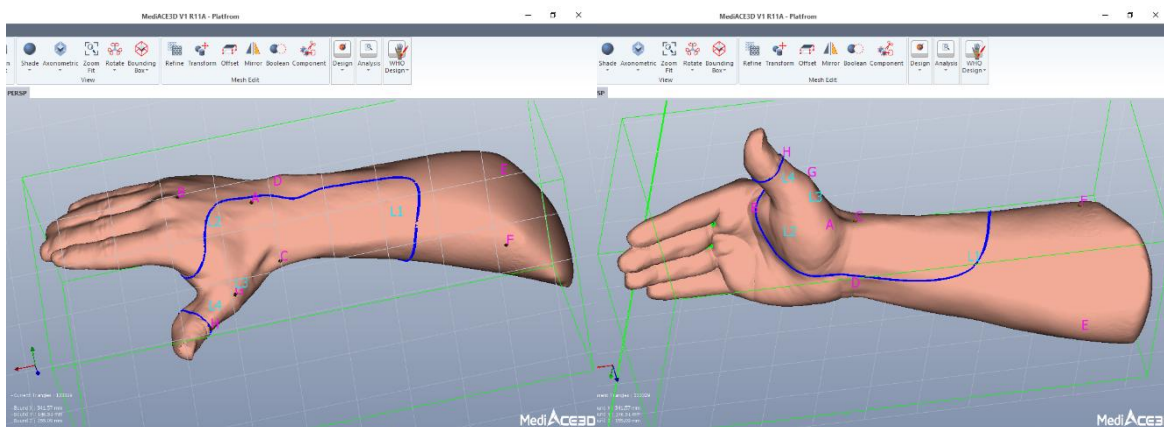 MediACE3D V1 R11A - Platfrom
Shade Axonometric Zoom Fit Rotate Bounding Box Refine Transform Offset Mirror Boolean Component Design Analysis WHO Design
View Mesh Edit
PERSP
B
A
D
L2
L1
F
F
C
L3
L4
H
MediACE3D
MediACE3D V1 R11A - Platfrom
Shade Axonometric Zoom Fit Rotate Bounding Box Refine Transform Offset Mirror Boolean Component Design Analysis WHO Design
View Mesh Edit
SP
H
G
L4
L3
A
L2
D
E
MediACE3D